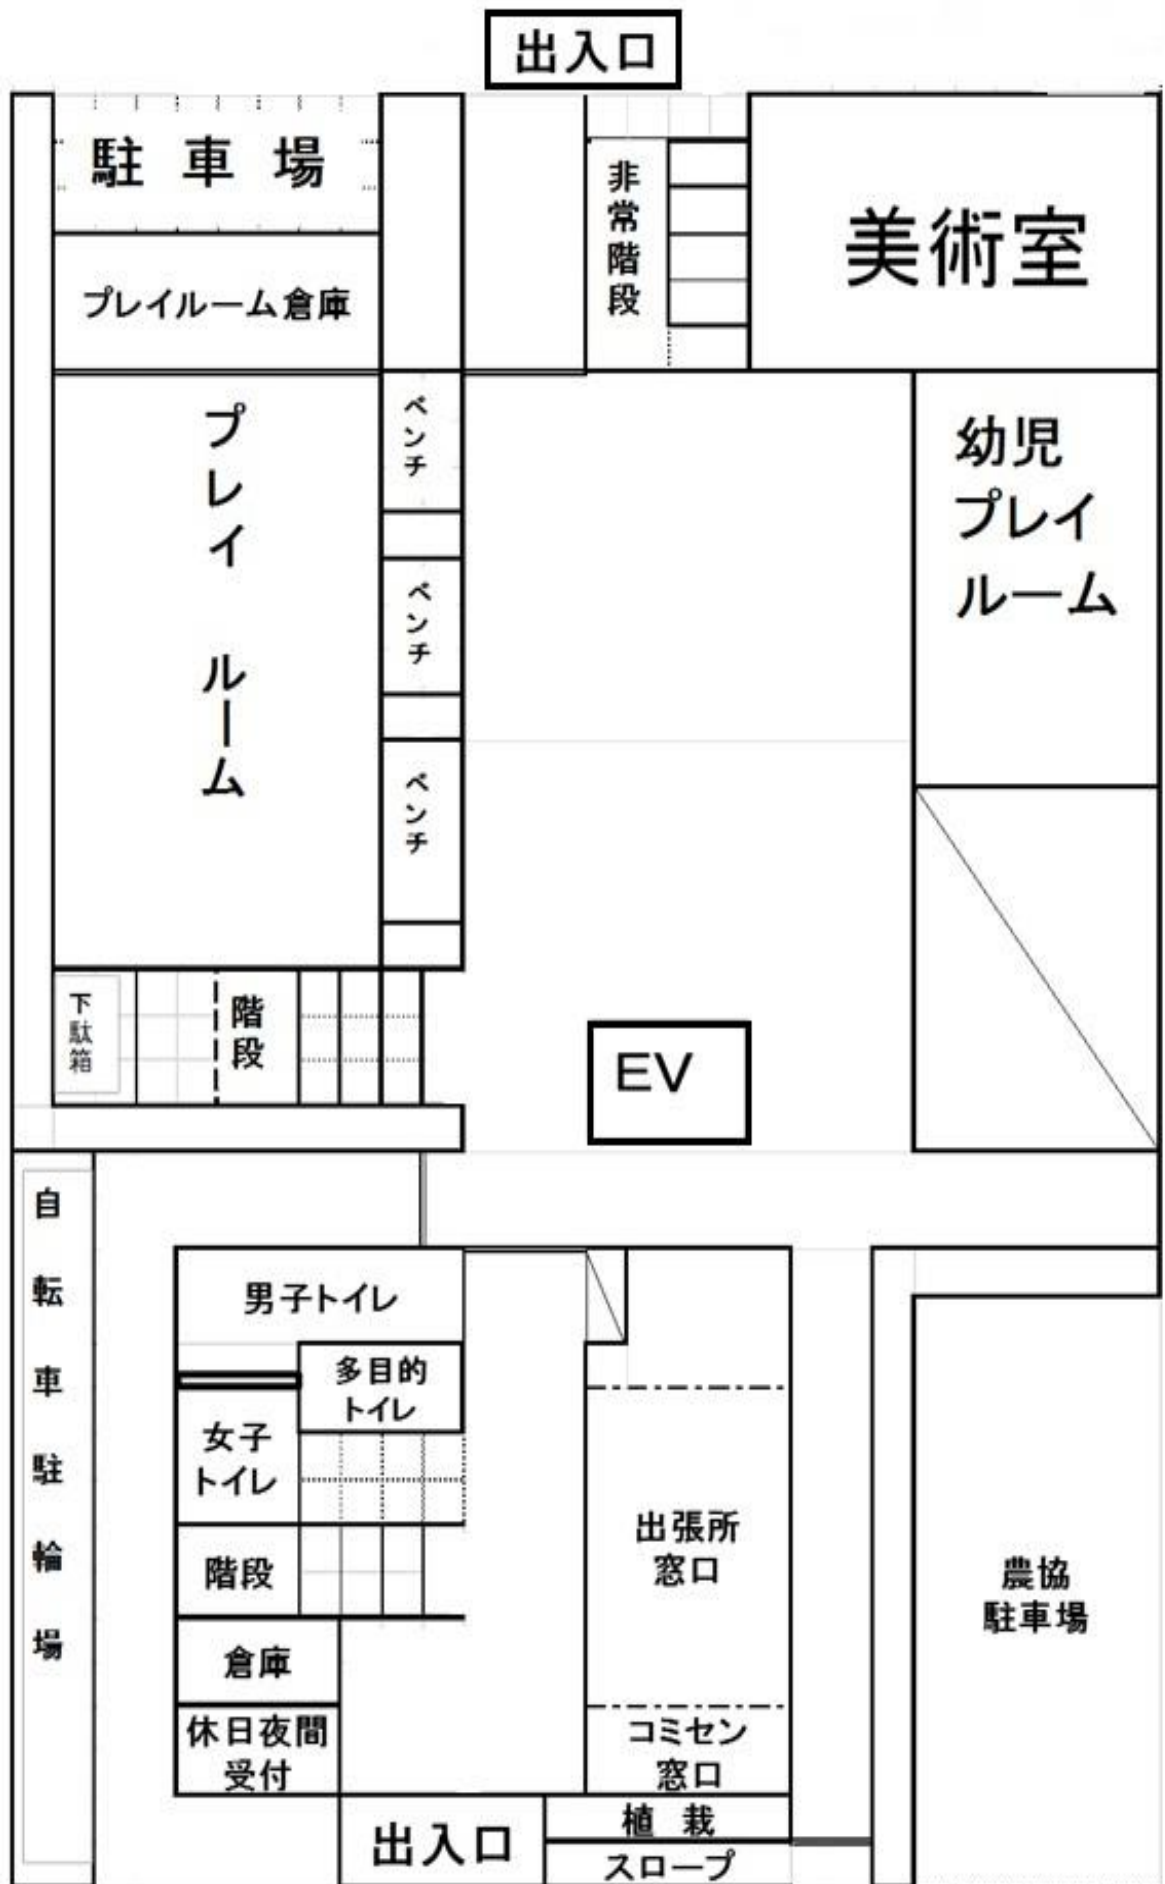 出入口
駐車場
非常階段
美術室
プレイルーム倉庫
プレイ ルーム
ベンチ
幼児
プレイ
ルーム
ベンチ
ベンチ
下駄箱
階段
EV
自転車駐輪場
男子トイレ
多目的
トイレ
女子
トイレ
階段
出張所
窓口
農協
駐車場
倉庫
休日夜間
受付
コミセン
窓口
植栽
出入口
スロープ